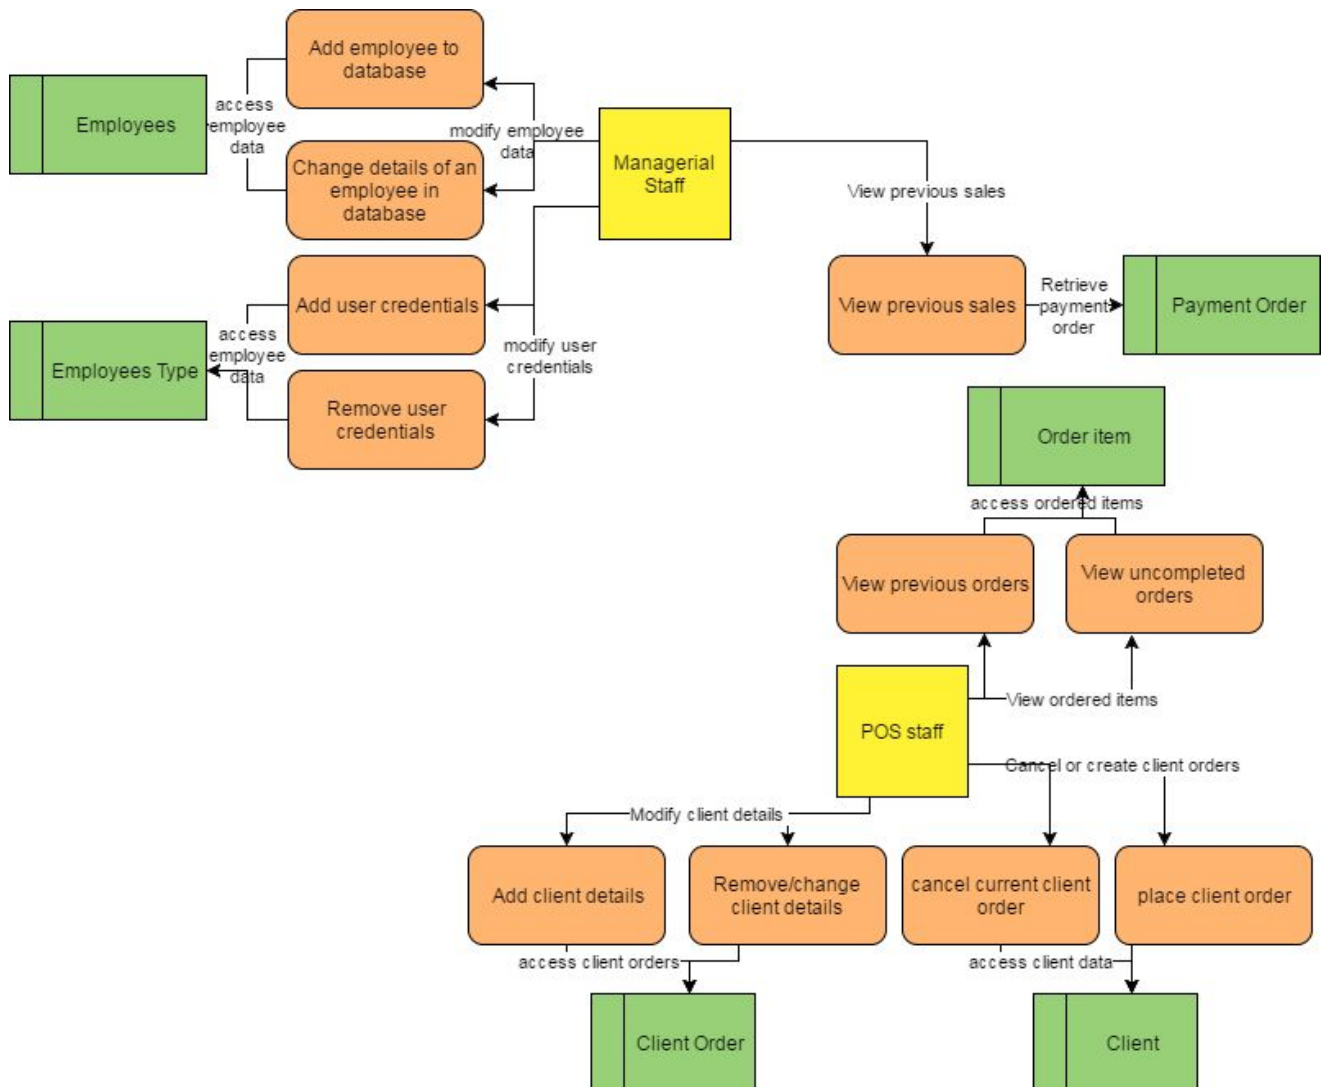 Add employee to
database
Employees
access
employee
data
modify employee
data
Change details of an
employee in
database
Managerial
Staff
View previous sales
Add user credentials
View previous sales
Retrieve
payment
order
Payment Order
Employees Type
access
employee
data
modify user
credentials
Remove user
credentials
Order item
access ordered items
View previous orders
View uncompleted
orders
View ordered items
POS staff
Cancel or create client orders
Modify client details
Add client details
Remove/change
client details
cancel current client
order
place client order
access client orders
access client data
Client Order
Client